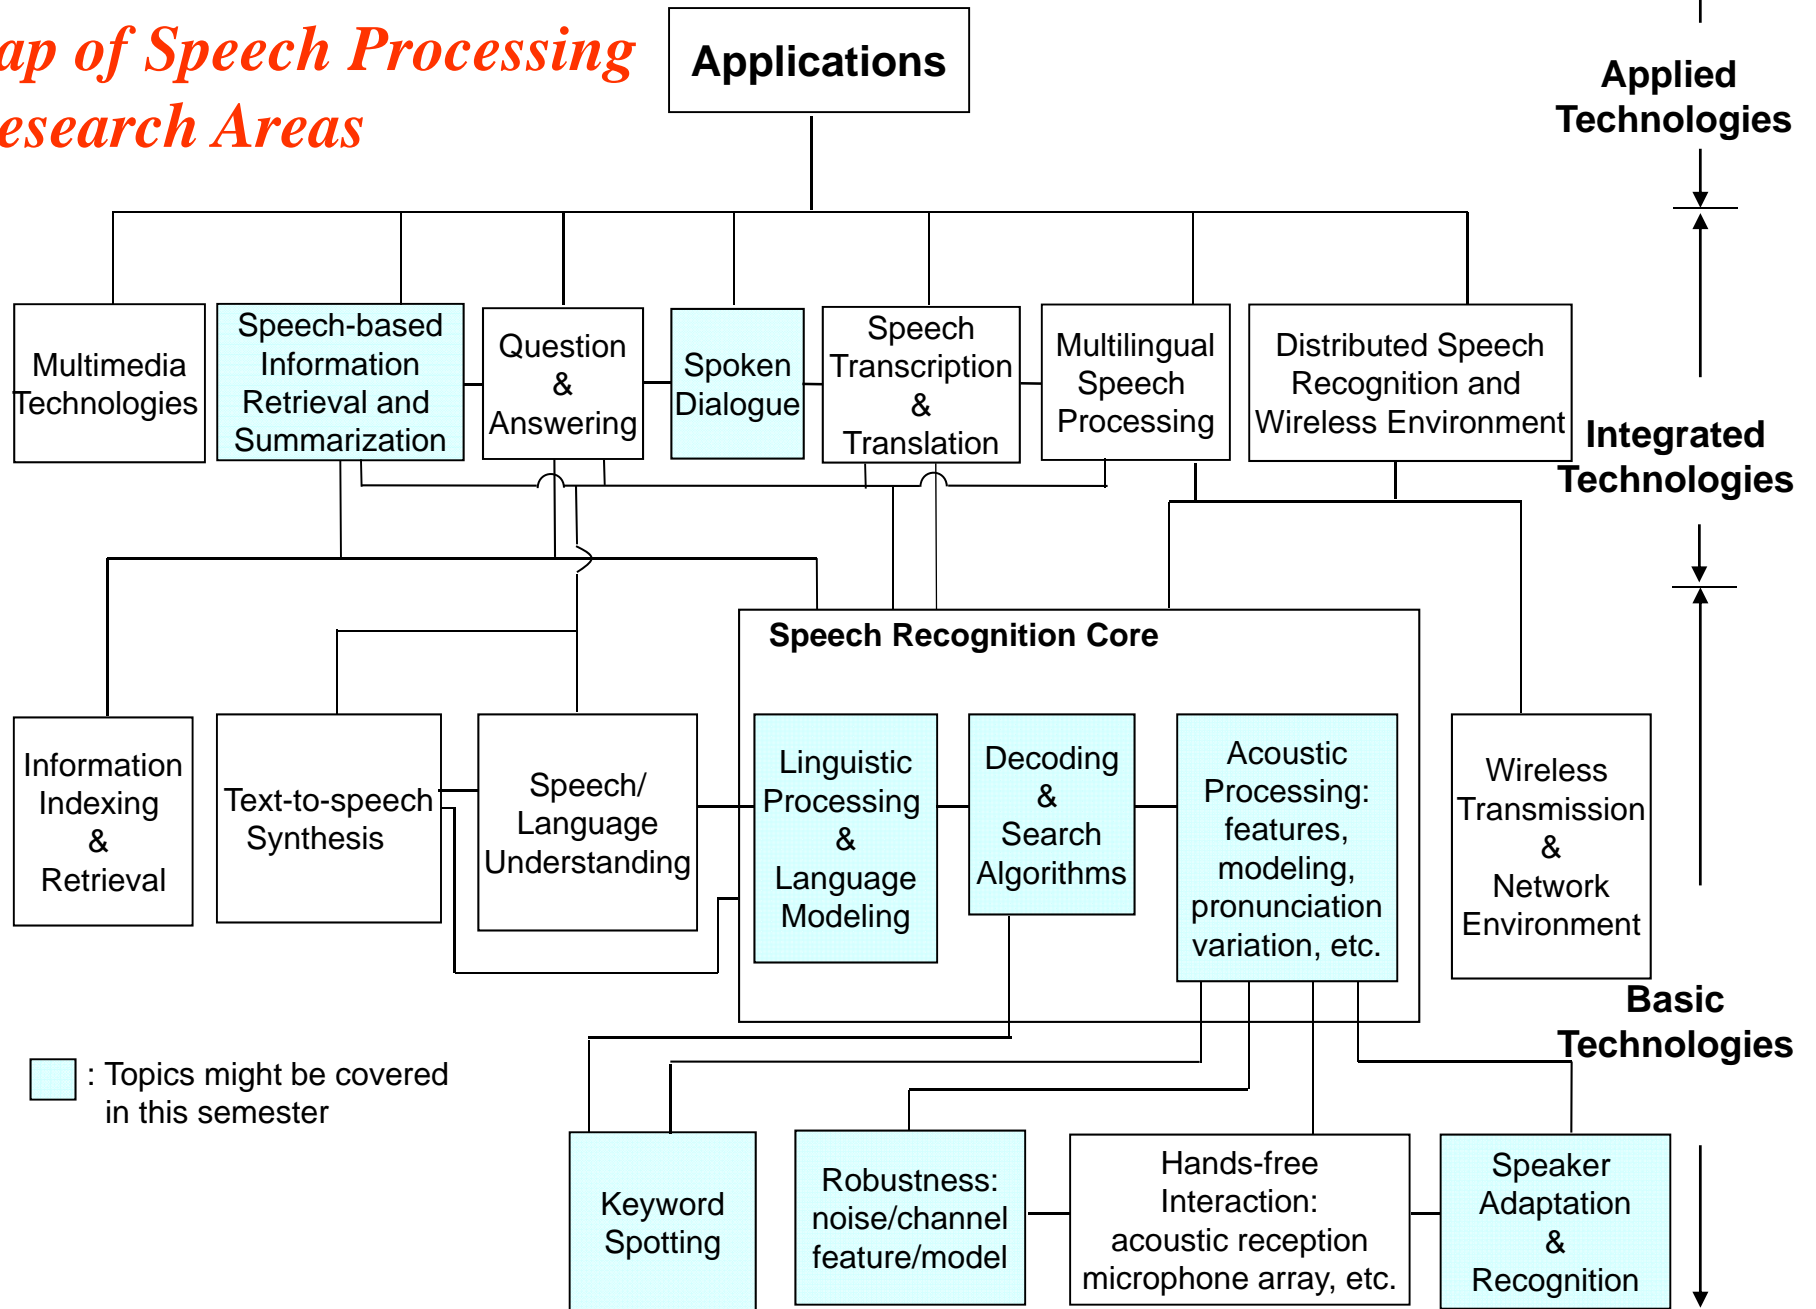 ap of Speech Processing
esearch Areas
Applications
Applied
Technologies
Multimedia
Technologies
Speech-based
Information
Retrieval and
Summarization
Question
&
Answering
Spoken
Dialogue
Speech
Transcription
&
Translation
Multilingual
Speech
Processing
Distributed Speech
Recognition and
Wireless Environment
Integrated
Technologies
Speech Recognition Core
Information
Indexing
&
Retrieval
Text-to-speech
Synthesis
Speech/
Language
Understanding
Linguistic
Processing
&
Language
Modeling
Decoding
&
Search
Algorithms
Acoustic
Processing:
features,
modeling,
pronunciation
variation, etc.
Wireless
Transmission
&
Network
Environment
Basic
Technologies
: Topics might be covered
in this semester
Keyword
Spotting
Robustness:
noise/channel
feature/model
Hands-free
Interaction:
acoustic reception
microphone array, etc.
Speaker
Adaptation
&
Recognition